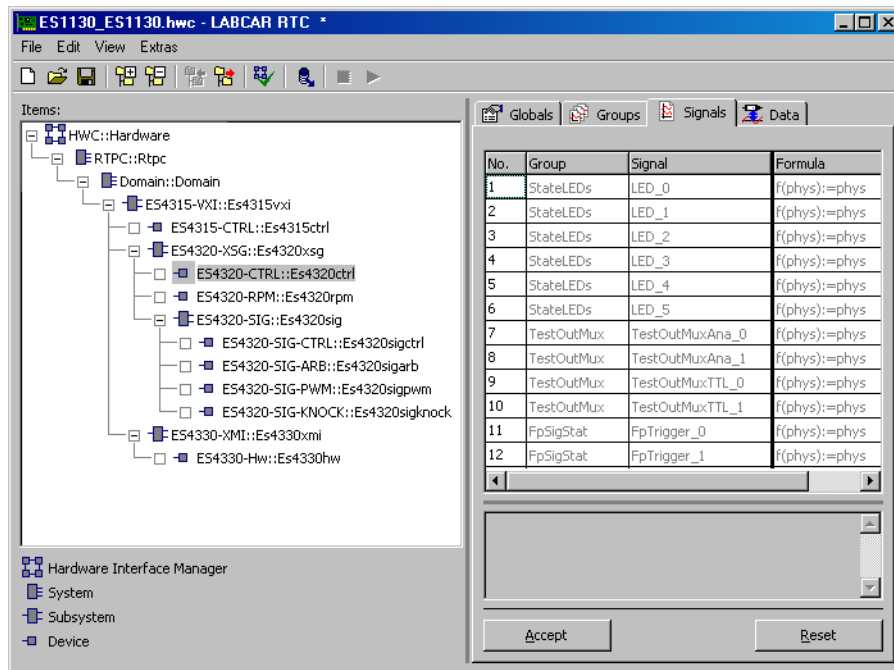 ES1130_ES1130.hwc - LABCAR RTC *
File Edit View Extras
Items:
HWC::Hardware
RTPC::Rtpc
Domain::Domain
ES4315-VXI::Es4315vxi
ES4315-CTRL::Es4315ctrl
ES4320-XSG::Es4320xsg
ES4320-CTRL::Es4320ctrl
ES4320-RPM::Es4320rpm
ES4320-SIG::Es4320sig
ES4320-SIG-CTRL::Es4320sigctrl
ES4320-SIG-ARB::Es4320sigarb
ES4320-SIG-PWM::Es4320sigpwm
ES4320-SIG-KNOCK::Es4320sigknock
ES4330-XMI::Es4330xmi
ES4330-Hw::Es4330hw
Hardware Interface Manager
System
Subsystem
Device
Globals Groups Signals Data
No. Group Signal Formula
1 StateLEDs LED_0 f(phys):=phys
2 StateLEDs LED_1 f(phys):=phys
3 StateLEDs LED_2 f(phys):=phys
4 StateLEDs LED_3 f(phys):=phys
5 StateLEDs LED_4 f(phys):=phys
6 StateLEDs LED_5 f(phys):=phys
7 TestOutMux TestOutMuxAna_0 f(phys):=phys
8 TestOutMux TestOutMuxAna_1 f(phys):=phys
9 TestOutMux TestOutMuxTTL_0 f(phys):=phys
10 TestOutMux TestOutMuxTTL_1 f(phys):=phys
11 FpSigStat FpTrigger_0 f(phys):=phys
12 FpSigStat FpTrigger_1 f(phys):=phys
Accept Reset